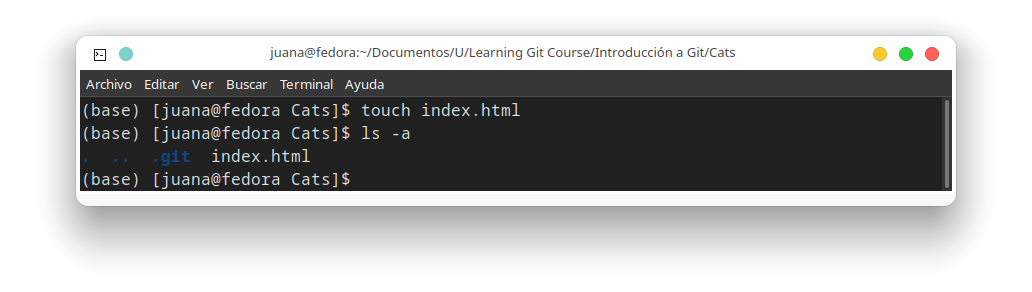 juana@fedora:~/Documentos/U/Learning Git Course/Introducción a Git/Cats
Archivo Editar Ver Buscar Terminal Ayuda
(base) [juana@fedora Cats]$ touch index.html
(base) [juana@fedora Cats]$ ls -a
.  ..  .git  index.html
(base) [juana@fedora Cats]$